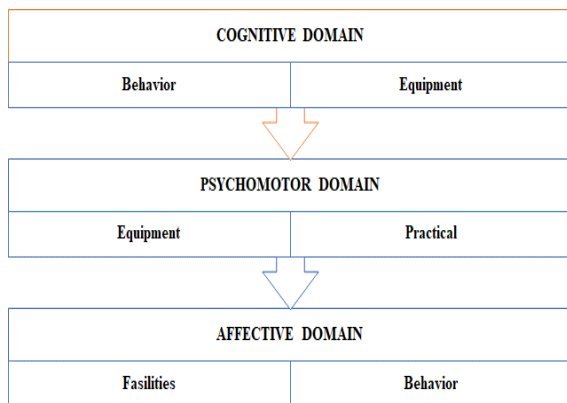 COGNITIVE DOMAIN
Behavior Equipment
PSYCHOMOTOR DOMAIN
Equipment Practical
AFFECTIVE DOMAIN
Fasilities Behavior